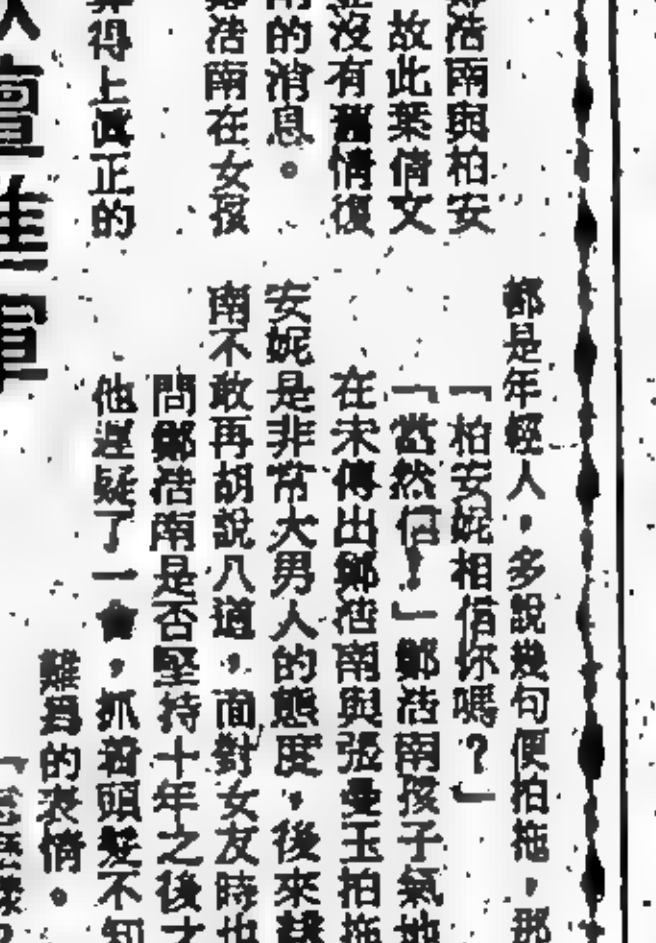 浩南與柏安
故此葉倩文
沒有舊情復
的消息。
浩南在女孩
得上真正的
都是年輕人，多說幾句便拍拖，那
「柏安妮相信你嗎？」
「當然信！」鄭浩南孩子氣地
在未傳出鄭浩南與張曼玉拍拖
安妮是非常大男人的態度，後來
南不敢再胡說八道，面對女友時也
問鄭浩南是否堅持十年之後才
他遲疑了一會，抓着頭髮不知
難爲的表情。